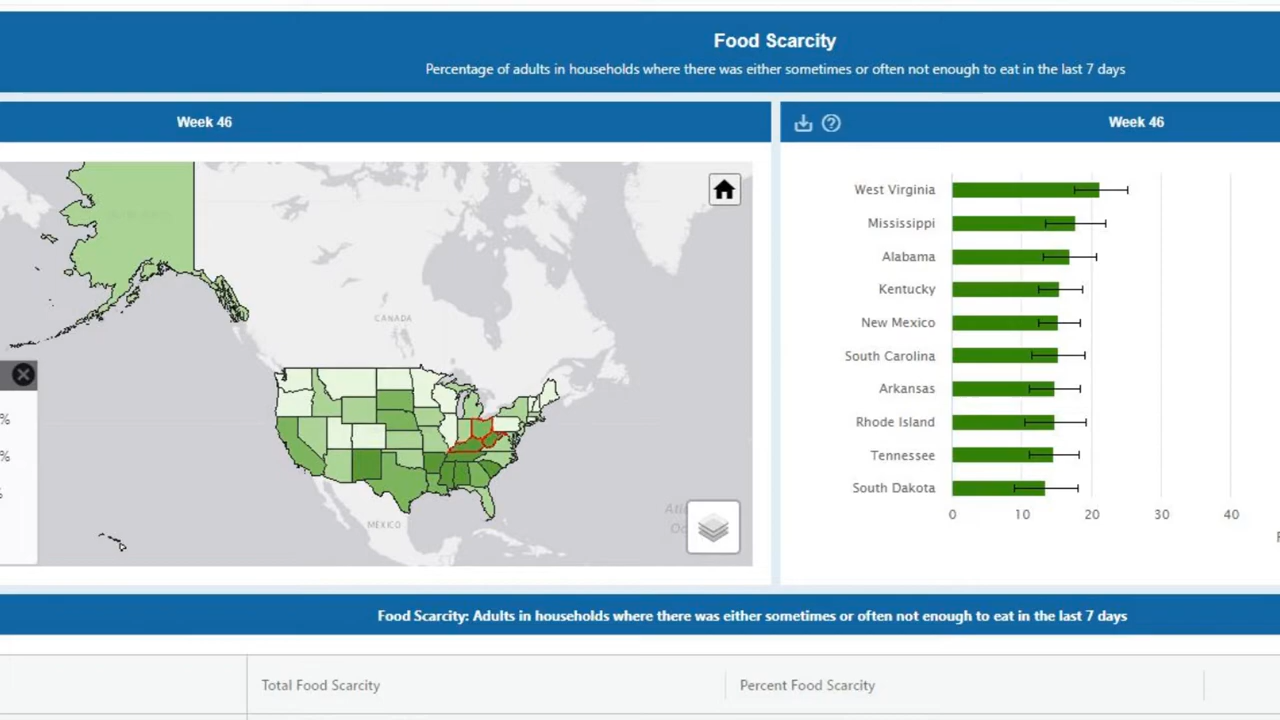 Food Scarcity
Percentage of adults in households where there was either sometimes or often not enough to eat in the last 7 days
Week 46
Week 46
CANADA
MEXICO
%
%
West Virginia
Mississippi
Alabama
Kentucky
New Mexico
South Carolina
Arkansas
Rhode Island
Tennessee
South Dakota
0 10 20 30 40
Food Scarcity: Adults in households where there was either sometimes or often not enough to eat in the last 7 days
Total Food Scarcity
Percent Food Scarcity